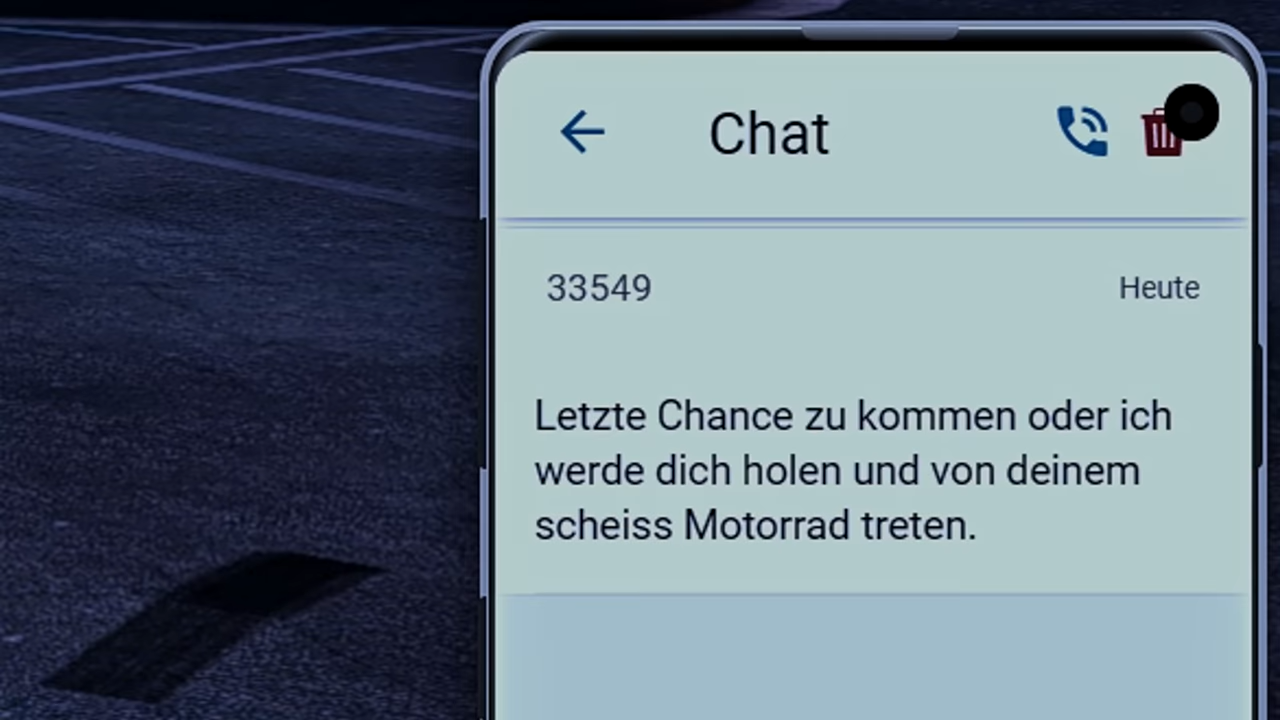 Chat
33549 Heute
Letzte Chance zu kommen oder ich
werde dich holen und von deinem
scheiss Motorrad treten.